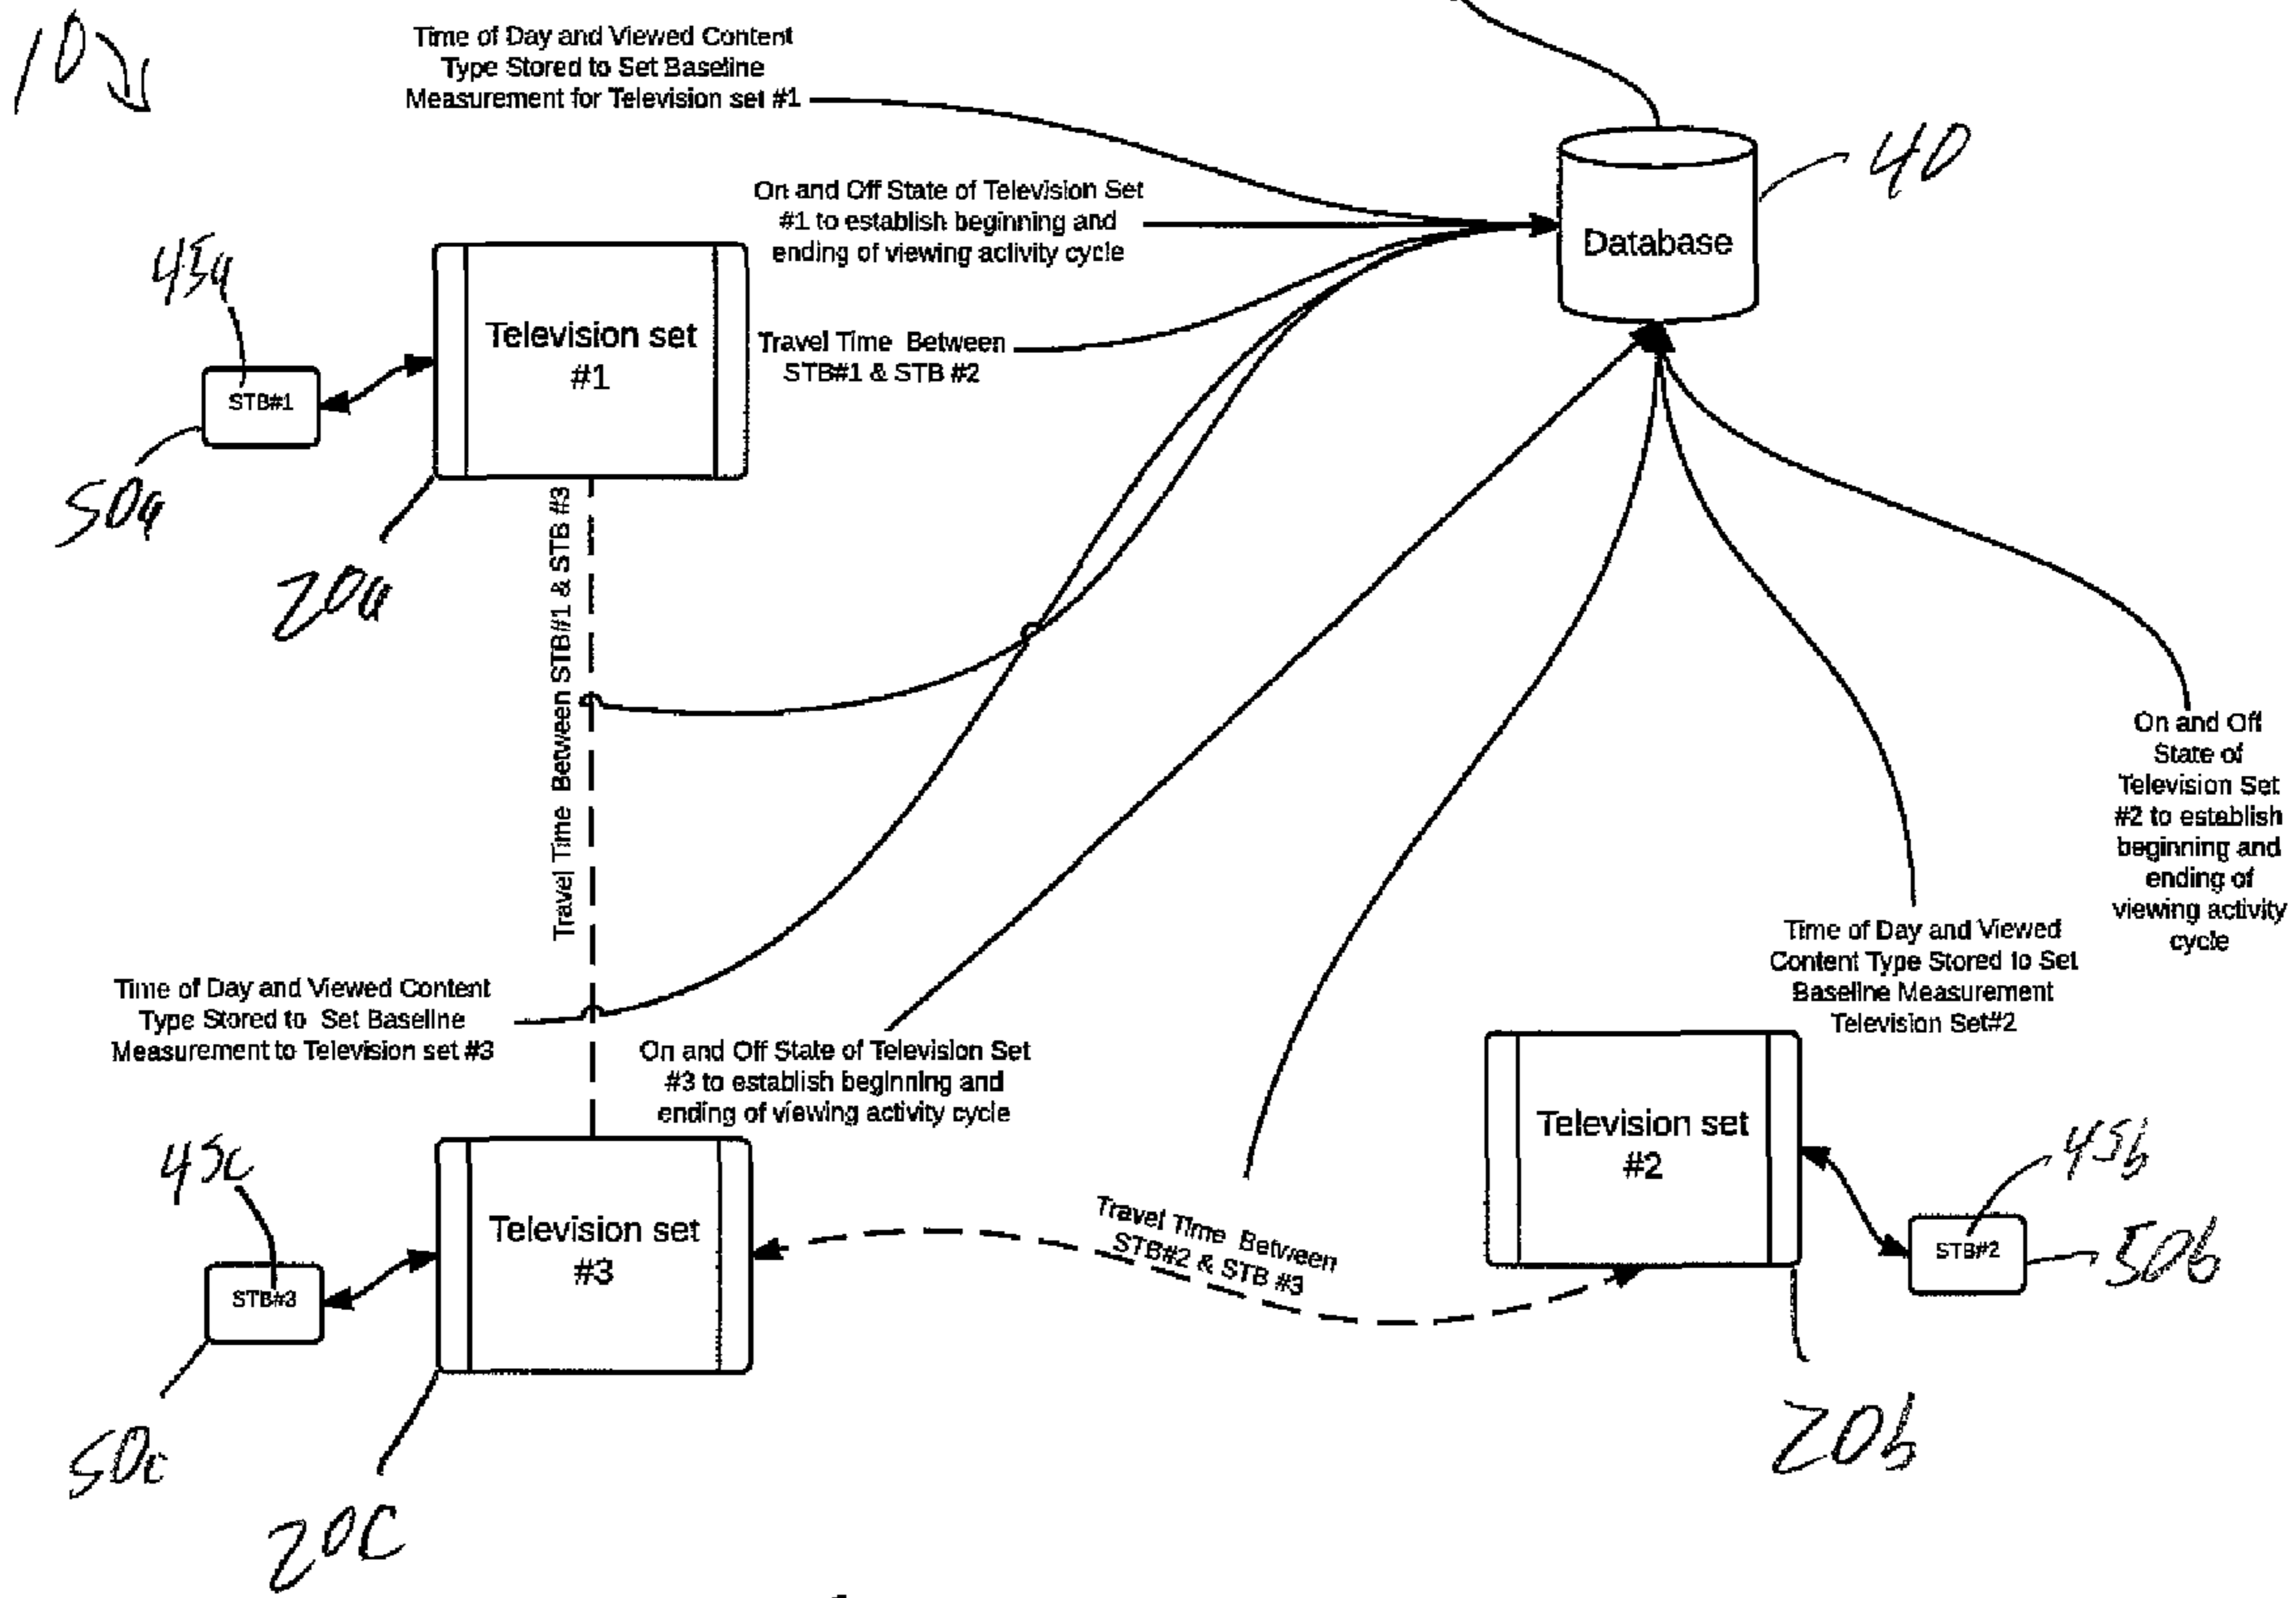 10
Time of Day and Viewed Content
Type Stored to Set Baseline
Measurement for Television set #1
40
On and Off State of Television Set
#1 to establish beginning and
ending of viewing activity cycle
Database
45a
Television set
#1
Travel Time Between
STB#1 & STB #2
STB#1
50a
20a
Travel Time Between STB#1 & STB #3
On and Off
State of
Television Set
#2 to establish
beginning and
ending of
viewing activity
cycle
Time of Day and Viewed
Content Type Stored to Set
Baseline Measurement
Television Set#2
Time of Day and Viewed Content
Type Stored to Set Baseline
Measurement to Television set #3
On and Off State of Television Set
#3 to establish beginning and
ending of viewing activity cycle
Television set
#2
45b
STB#2
50b
45c
Television set
#3
Travel Time Between
STB#2 & STB #3
STB#3
50c
20b
20c